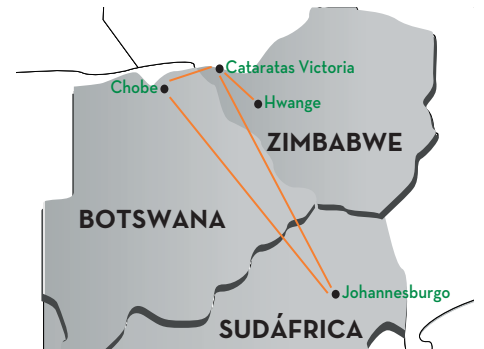 Cataratas Victoria
Chobe
Hwange
ZIMBABWE
BOTSWANA
Johannesburgo
SUDÁFRICA